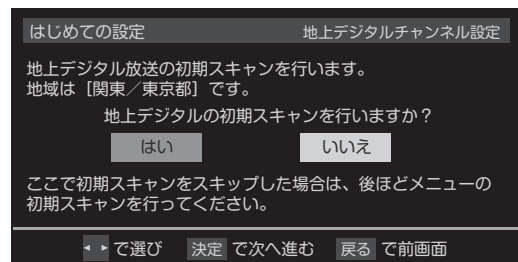 はじめての設定 地上デジタルチャンネル設定
地上デジタル放送の初期スキャンを行います。
地域は［関東／東京都］です。
地上デジタルの初期スキャンを行いますか？
はい いいえ
ここで初期スキャンをスキップした場合は、後ほどメニューの
初期スキャンを行ってください。
で選び 決定 で次へ進む 戻る で前画面